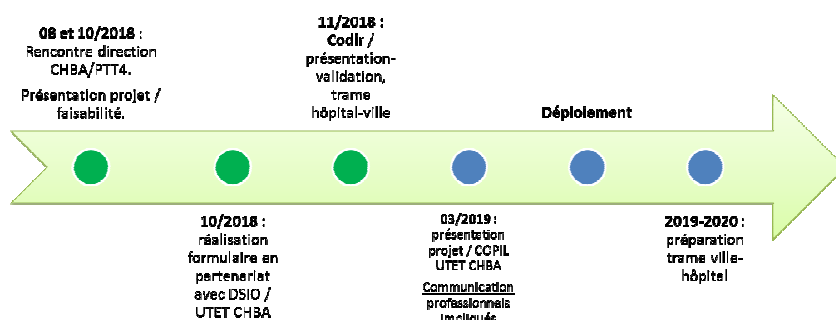 08 et 10/2018 :
Rencontre direction
CHBA/PTT4.
Présentation projet /
faisabilité.
10/2018 :
réalisation
formulaire en
partenariat
avec DSIO /
UTET CHBA
11/2018 :
Codir /
présentation-
validation,
trame
hôpital-ville
03/2019 :
présentation
projet / COPIL
UTET CHBA
Communication
professionnels
impliqués
Déploiement
2019-2020 :
préparation
trame ville-
hôpital